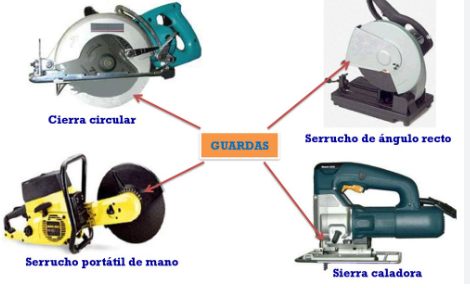 Cierra circular
GUARDAS
Serrucho de ángulo recto
Serrucho portátil de mano
Sierra caladora